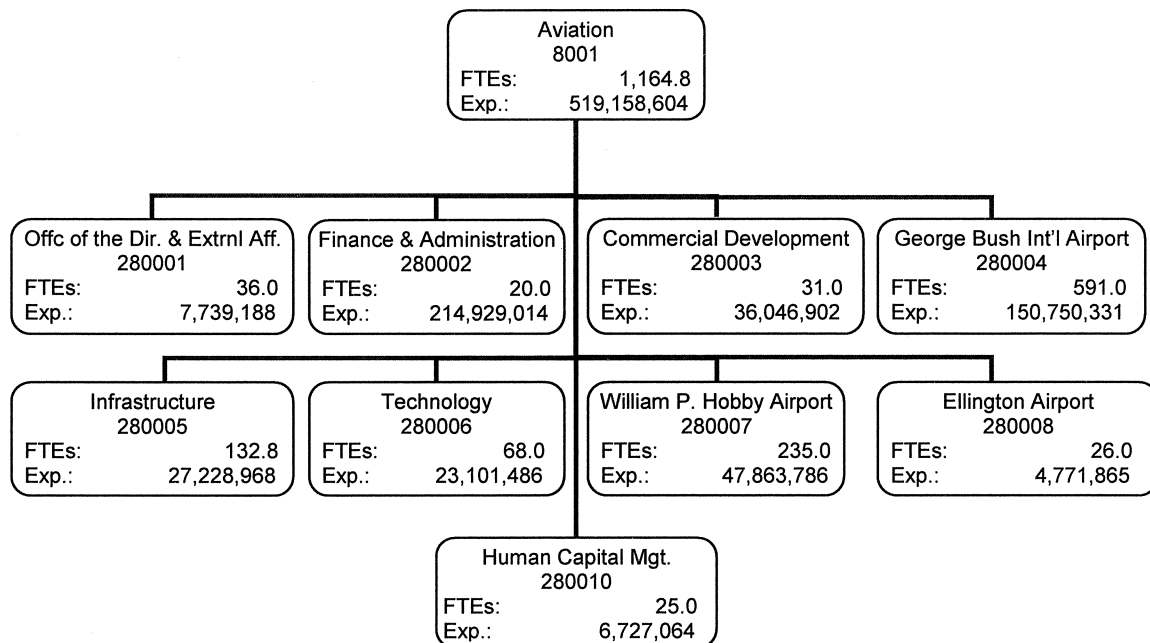 Aviation
8001
FTEs: 1,164.8
Exp.: 519,158,604
Offc of the Dir. & Extrnl Aff.
280001
FTEs: 36.0
Exp.: 7,739,188
Finance & Administration
280002
FTEs: 20.0
Exp.: 214,929,014
Commercial Development
280003
FTEs: 31.0
Exp.: 36,046,902
George Bush Int'l Airport
280004
FTEs: 591.0
Exp.: 150,750,331
Infrastructure
280005
FTEs: 132.8
Exp.: 27,228,968
Technology
280006
FTEs: 68.0
Exp.: 23,101,486
William P. Hobby Airport
280007
FTEs: 235.0
Exp.: 47,863,786
Ellington Airport
280008
FTEs: 26.0
Exp.: 4,771,865
Human Capital Mgt.
280010
FTEs: 25.0
Exp.: 6,727,064